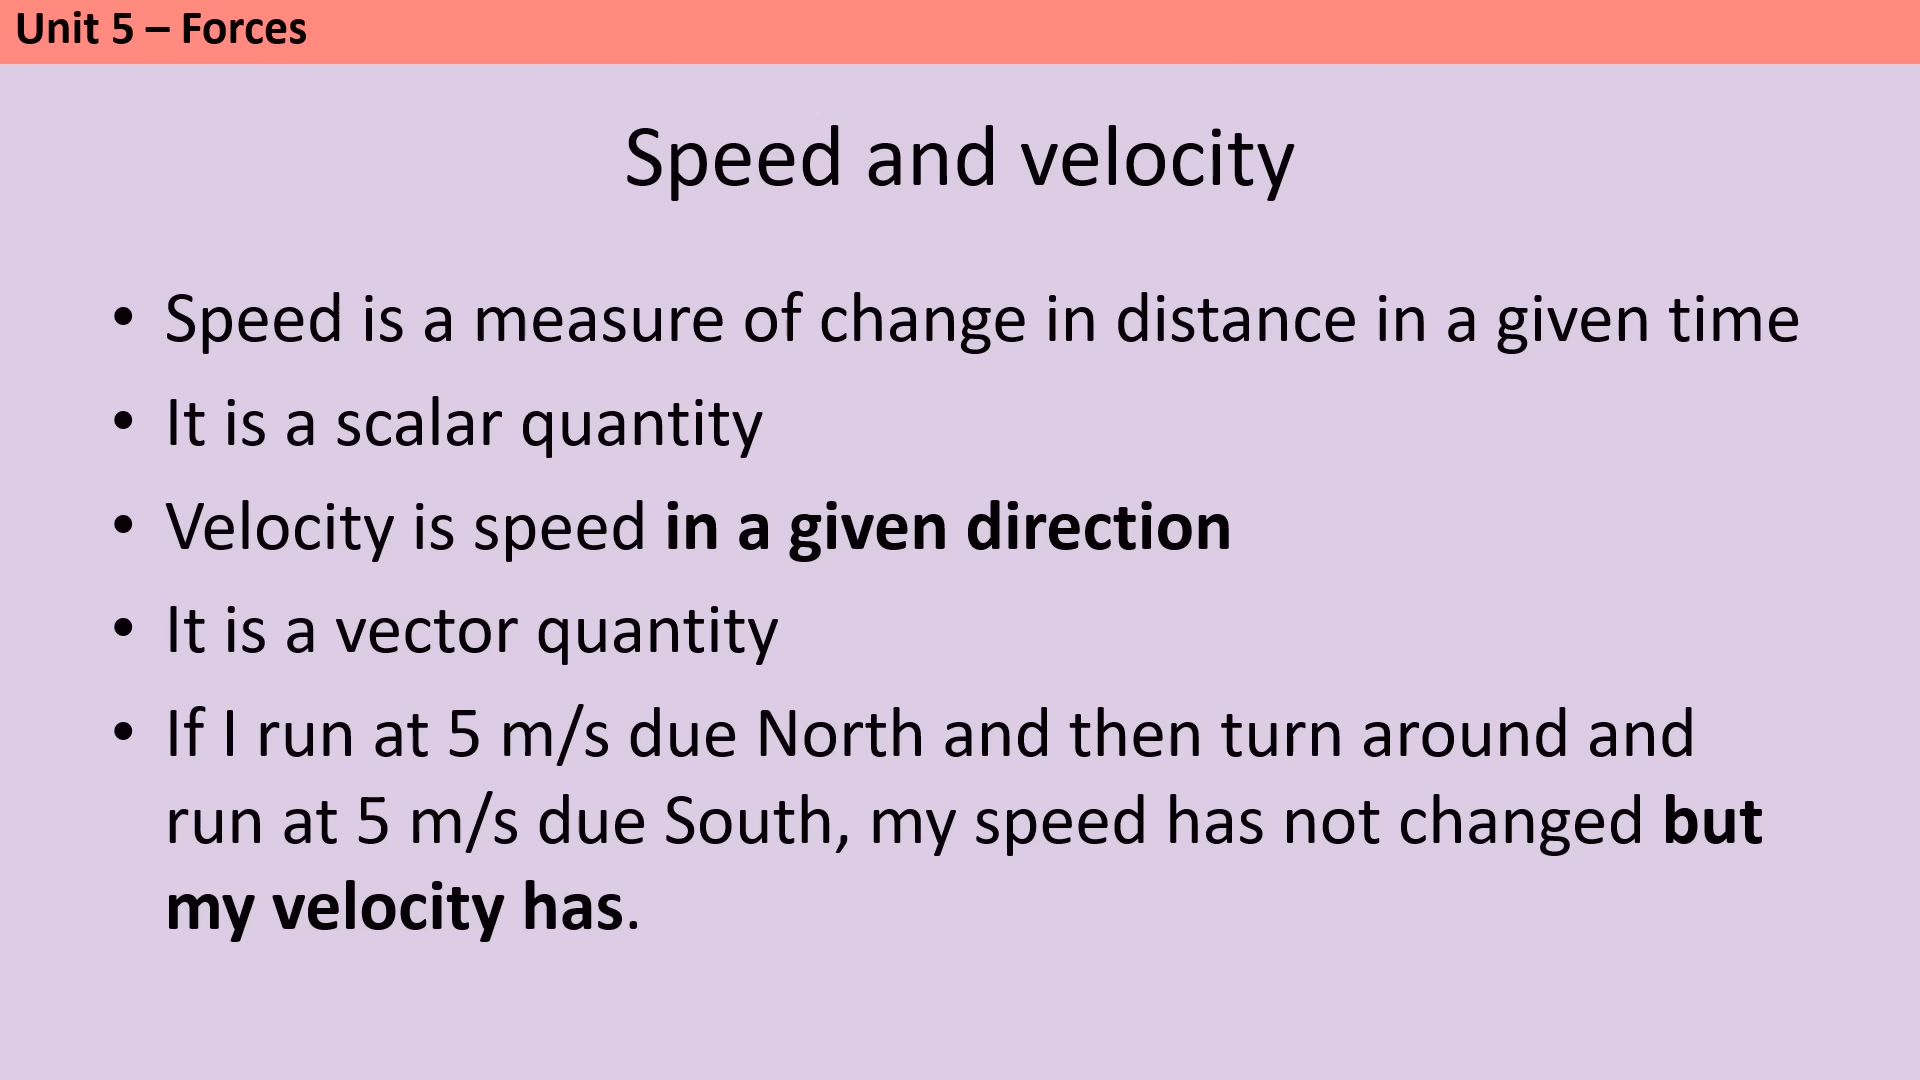 Unit 5 – Forces
Speed and velocity
• Speed is a measure of change in distance in a given time
• It is a scalar quantity
• Velocity is speed in a given direction
• It is a vector quantity
• If I run at 5 m/s due North and then turn around and
run at 5 m/s due South, my speed has not changed but
my velocity has.